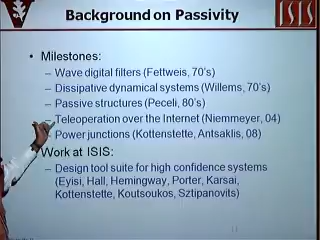 Background on Passivity
ISIS
• Milestones:
– Wave digital filters (Fettweis, 70's)
– Dissipative dynamical systems (Willems, 70's)
– Passive structures (Peceli, 80's)
– Teleoperation over the Internet (Niemmeyer, 04)
Power junctions (Kottenstette, Antsaklis, 08)
Work at ISIS:
– Design tool suite for high confidence systems
(Eyisi, Hall, Hemingway, Porter, Karsai,
Kottenstette, Koutsoukos, Sztipanovits)